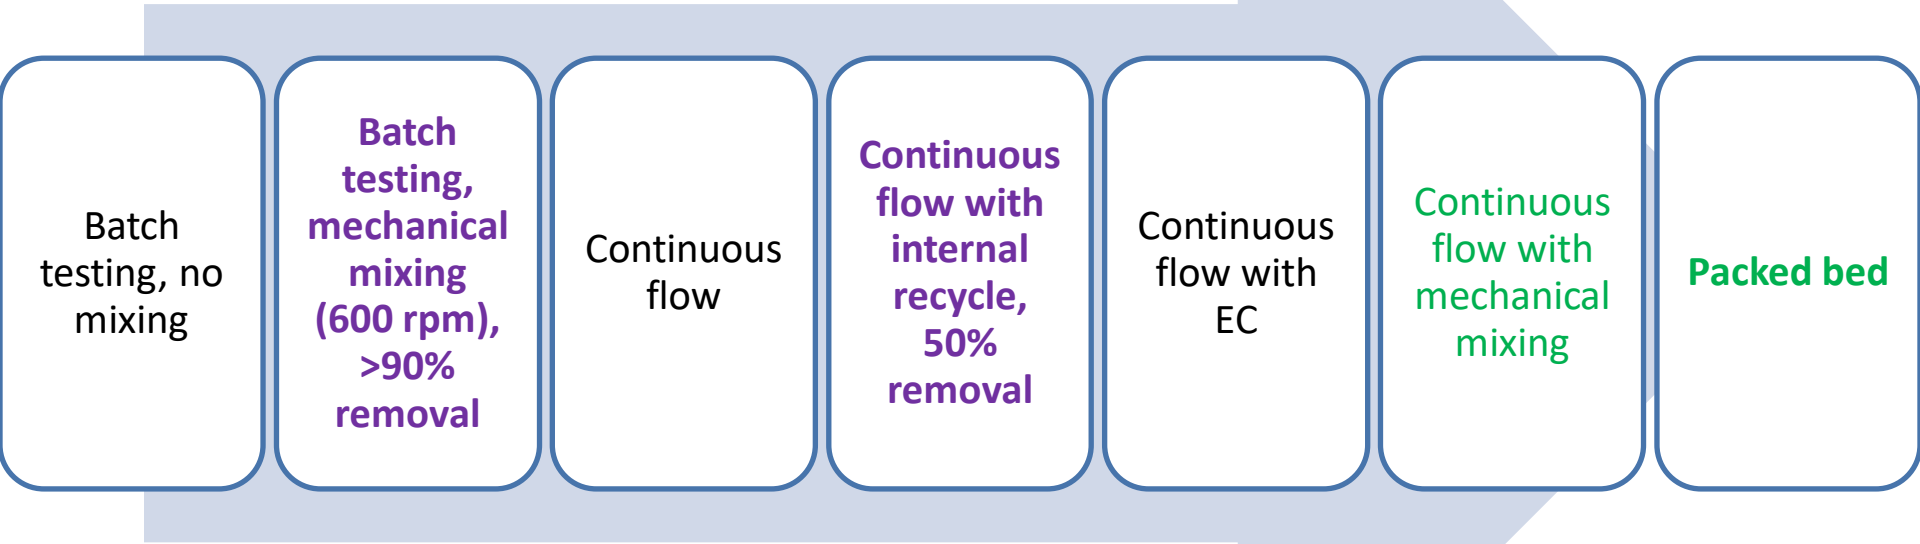 Batch
testing, no
mixing
Batch
testing,
mechanical
mixing
(600 rpm),
>90%
removal
Continuous
flow
Continuous
flow with
internal
recycle,
50%
removal
Continuous
flow with
EC
Continuous
flow with
mechanical
mixing
Packed bed